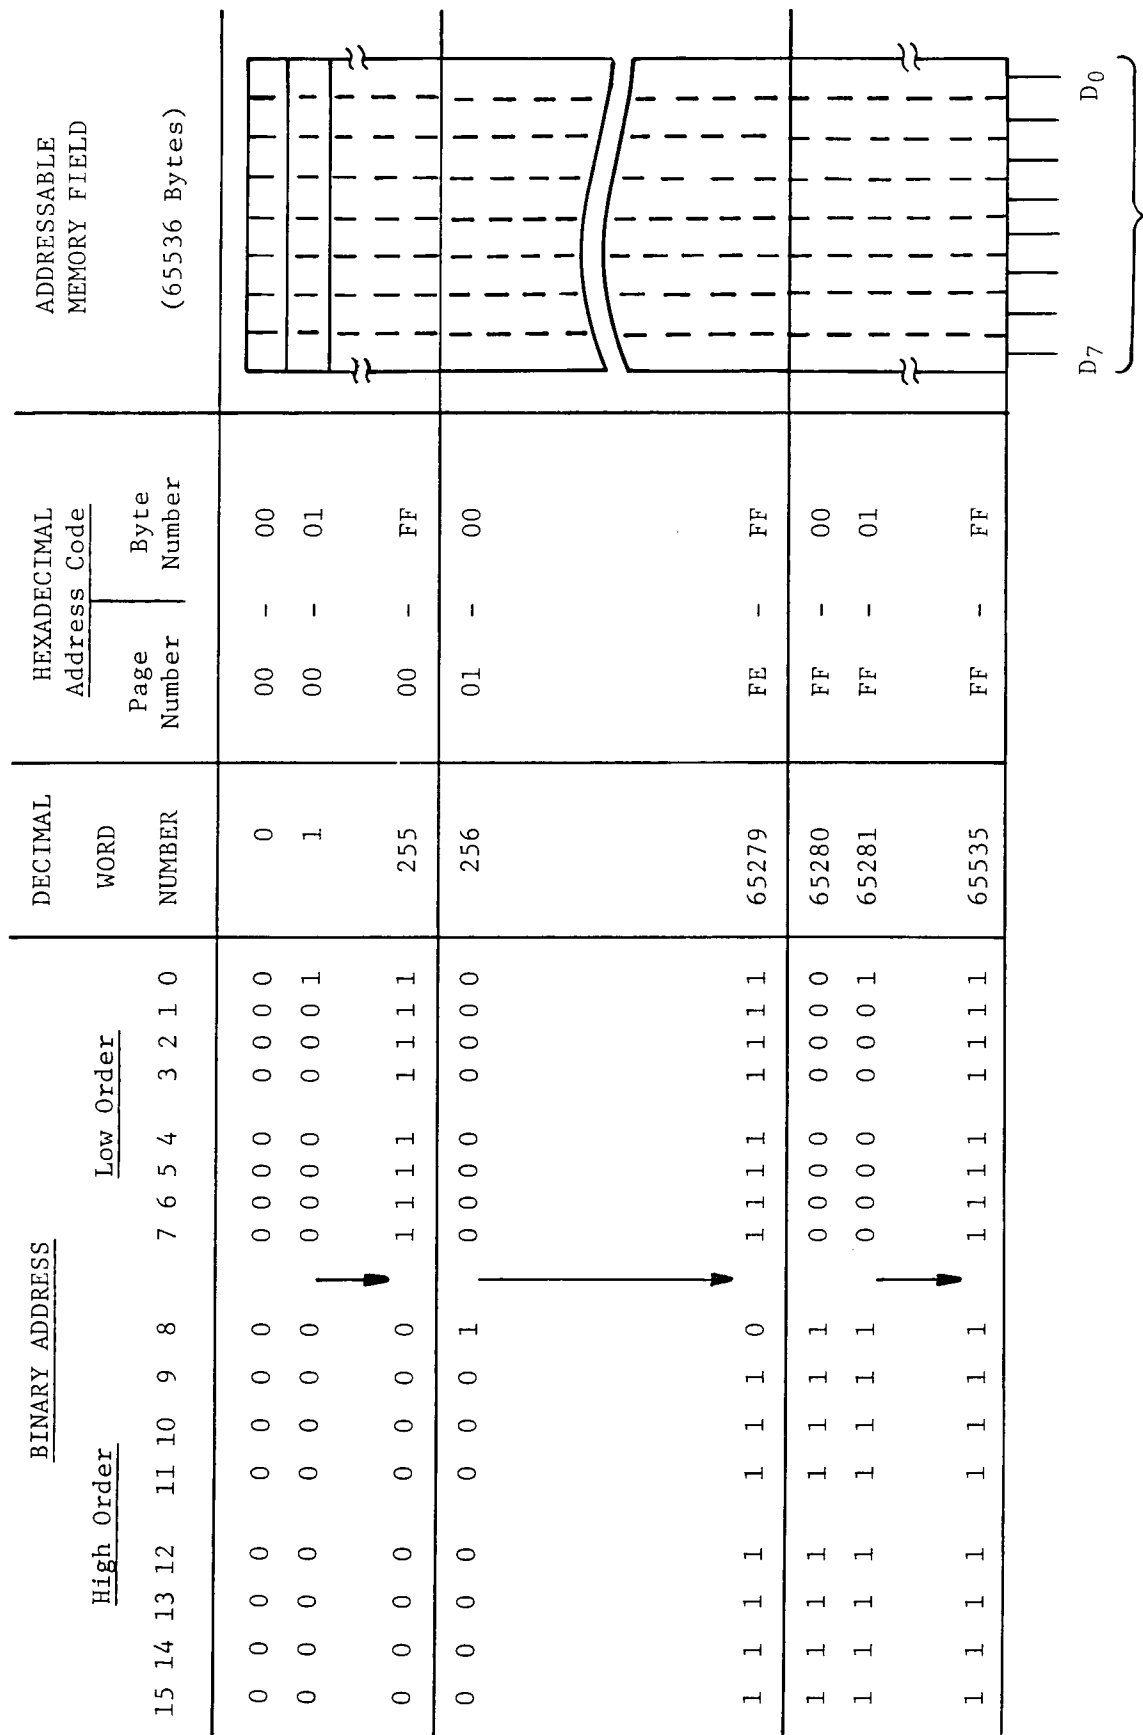 BINARY ADDRESS DECIMAL HEXADECIMAL ADDRESSABLE
High Order Low Order WORD Address Code MEMORY FIELD
Page Byte
15 14 13 12 11 10 9 8 7 6 5 4 3 2 1 0 NUMBER Number Number (65536 Bytes)
0 0 0 0 0 0 0 0 0 0 0 0 0 0 0 0 0 00 - 00
0 0 0 0 0 0 0 0 0 0 0 0 0 0 0 1 1 00 - 01
0 0 0 0 0 0 0 0 1 1 1 1 1 1 1 1 255 00 - FF
0 0 0 0 0 0 0 1 0 0 0 0 0 0 0 0 256 01 - 00
1 1 1 1 1 1 1 0 1 1 1 1 1 1 1 1 65279 FE - FF
1 1 1 1 1 1 1 1 0 0 0 0 0 0 0 0 65280 FF - 00
1 1 1 1 1 1 1 1 0 0 0 0 0 0 0 1 65281 FF - 01
1 1 1 1 1 1 1 1 1 1 1 1 1 1 1 1 65535 FF - FF
D7 D0